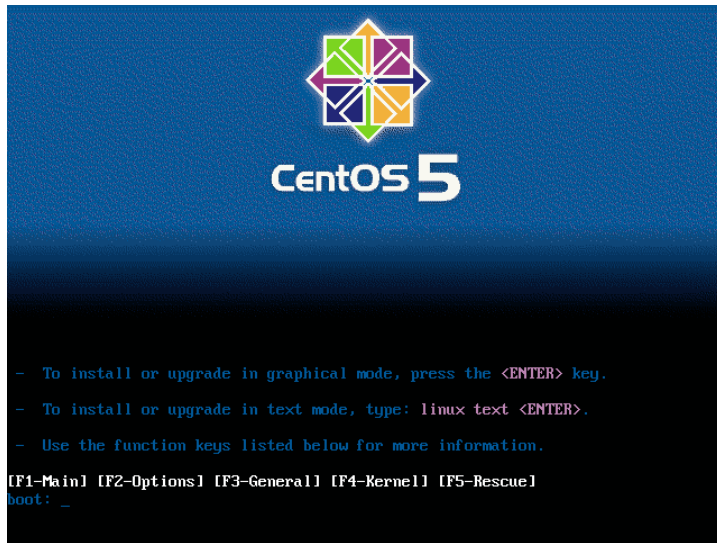 CentOS 5
- To install or upgrade in graphical mode, press the <ENTER> key.
- To install or upgrade in text mode, type: linux text <ENTER>.
- Use the function keys listed below for more information.
[F1-Main] [F2-Options] [F3-General] [F4-Kernel] [F5-Rescue]
boot: _